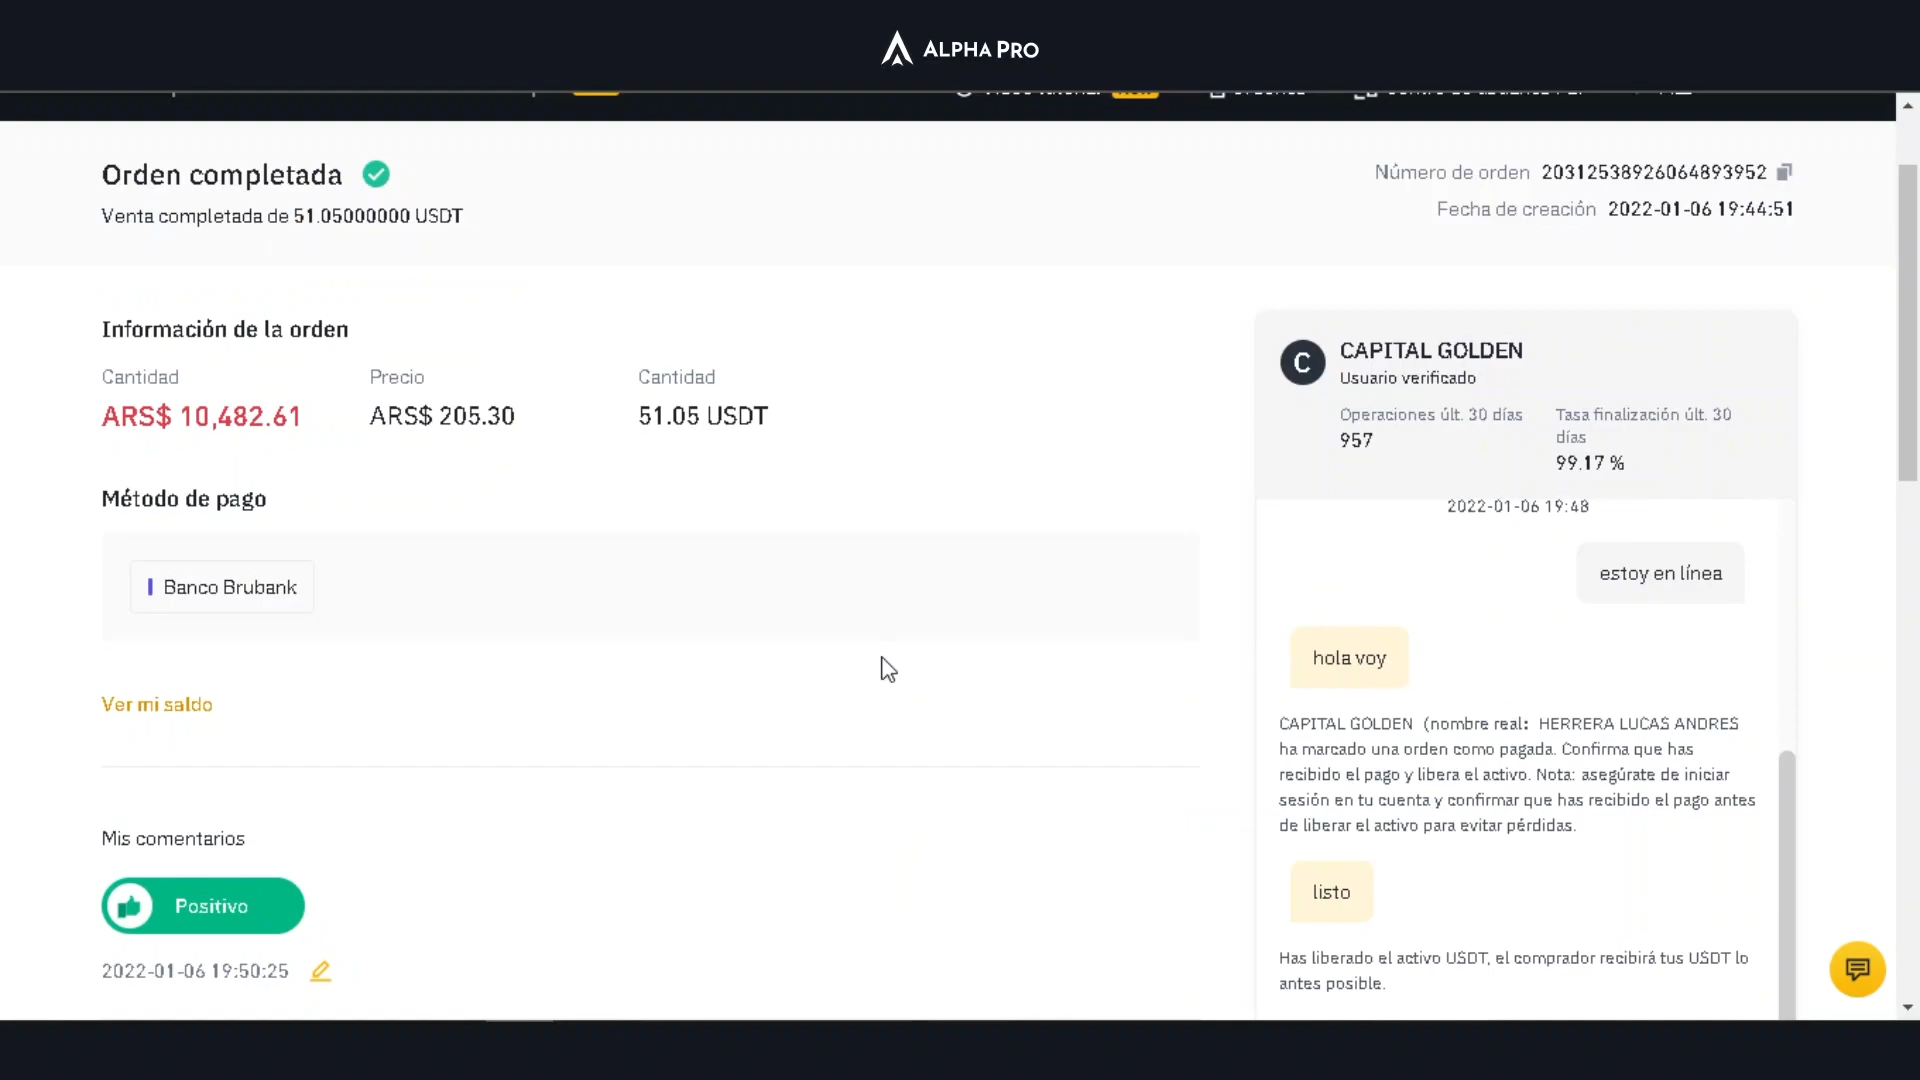 ALPHA PRO
Orden completada
Venta completada de 51.05000000 USDT
Número de orden 20312538926064893952
Fecha de creación 2022-01-06 19:44:51
Información de la orden
Cantidad Precio Cantidad
ARS$ 10,482.61 ARS$ 205.30 51.05 USDT
Método de pago
Banco Brubank
Ver mi saldo
Mis comentarios
Positivo
2022-01-06 19:50:25
C
CAPITAL GOLDEN
Usuario verificado
Operaciones últ. 30 días
957
Tasa finalización últ. 30
días
99.17 %
2022-01-06 19:48
estoy en línea
hola voy
CAPITAL GOLDEN (nombre real: HERRERA LUCAS ANDRES
ha marcado una orden como pagada. Confirma que has
recibido el pago y libera el activo. Nota: asegúrate de iniciar
sesión en tu cuenta y confirmar que has recibido el pago antes
de liberar el activo para evitar pérdidas.
listo
Has liberado el activo USDT, el comprador recibirá tus USDT lo
antes posible.